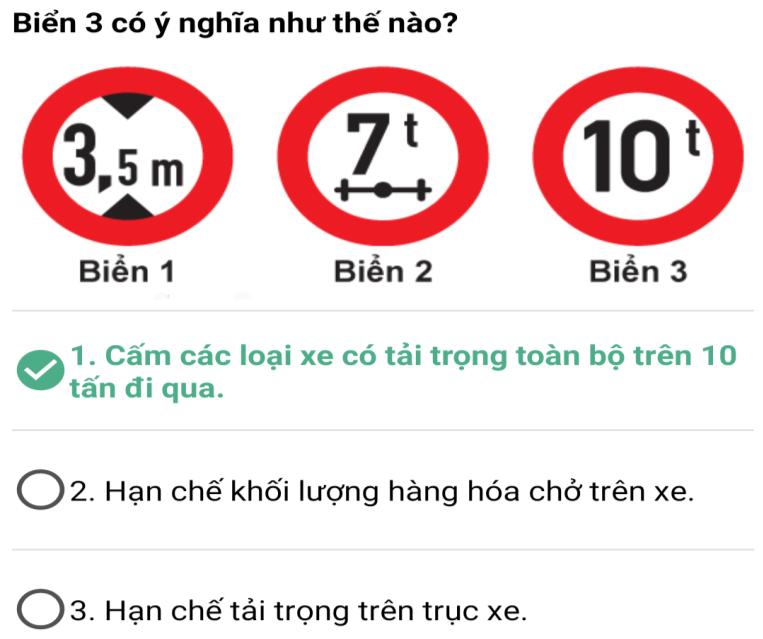 Biển 3 có ý nghĩa như thế nào?
3,5 m
7 t
10 t
Biển 1
Biển 2
Biển 3
1. Cấm các loại xe có tải trọng toàn bộ trên 10
tấn đi qua.
2. Hạn chế khối lượng hàng hóa chở trên xe.
3. Hạn chế tải trọng trên trục xe.